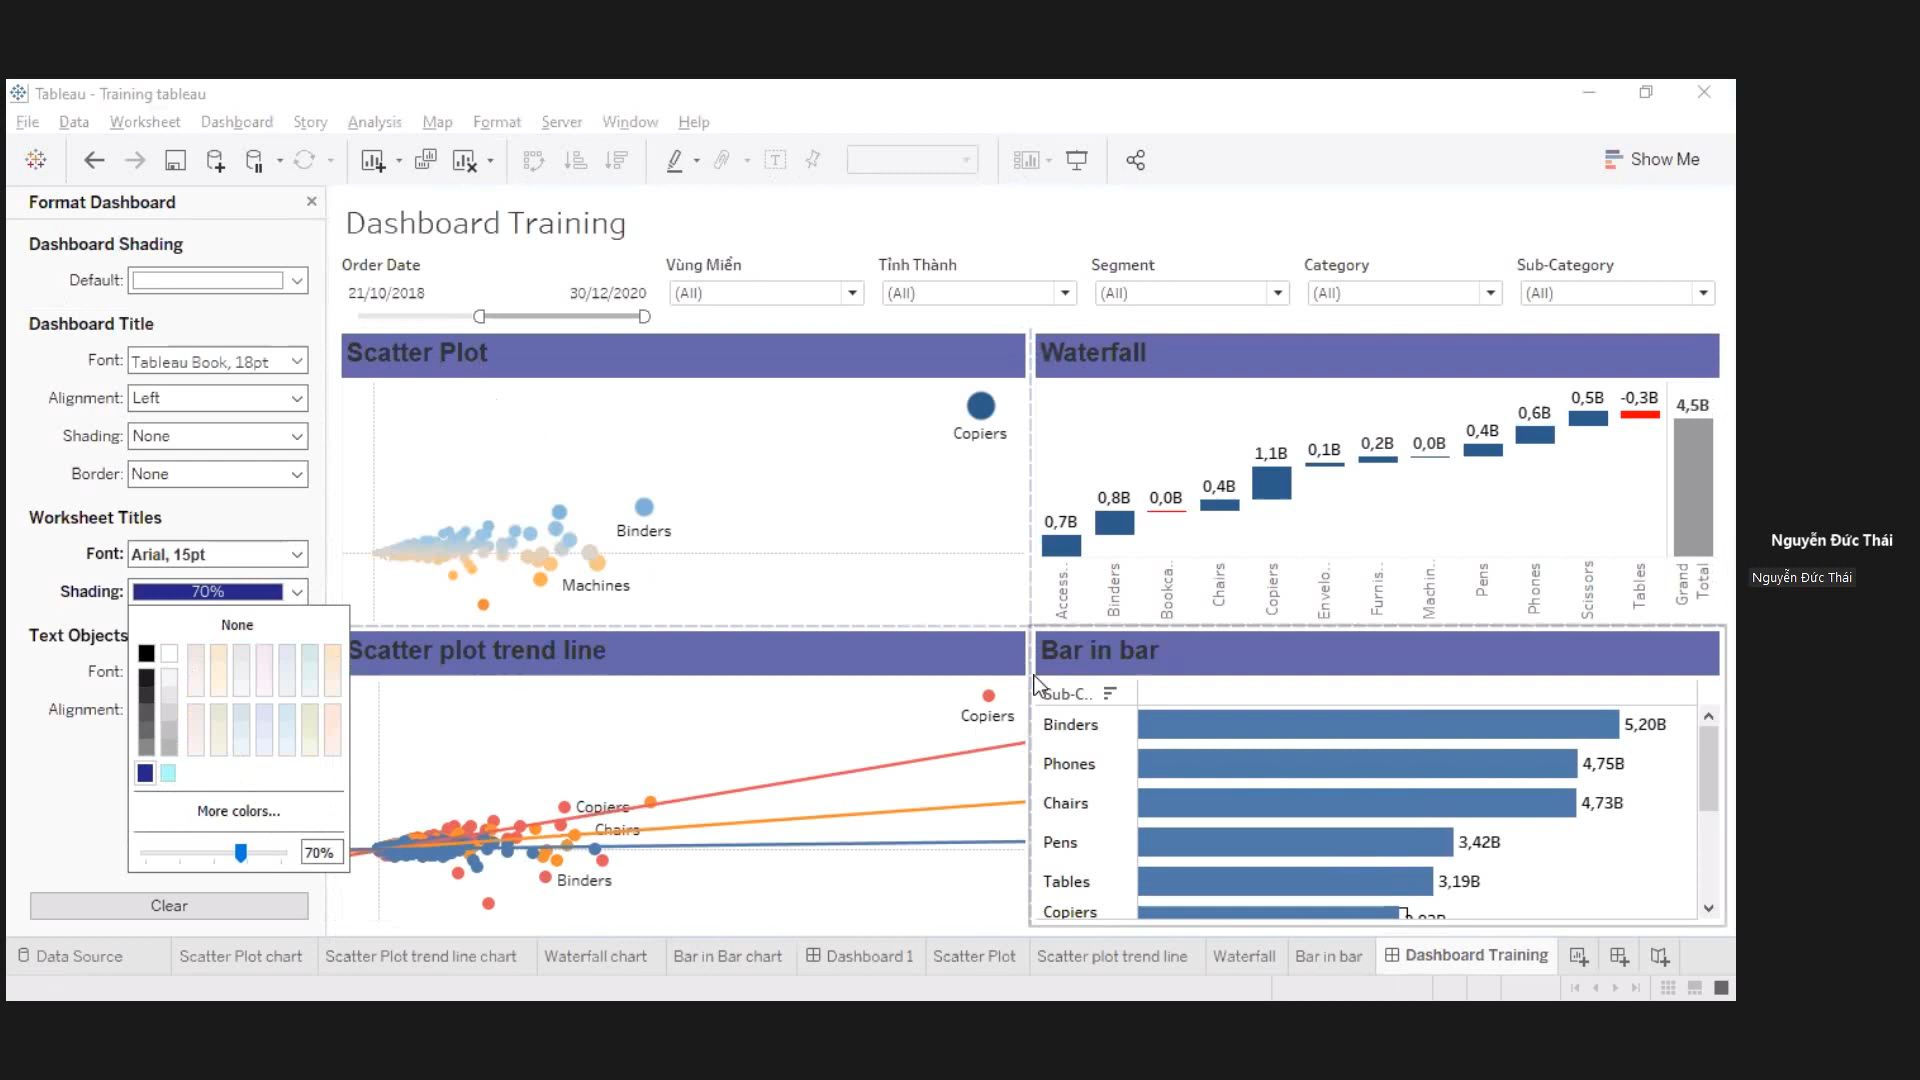 Tableau - Training tableau
File Data Worksheet Dashboard Story Analysis Map Format Server Window Help
Show Me
Format Dashboard
Dashboard Shading
Default:
Dashboard Title
Font: Tableau Book, 18pt
Alignment: Left
Shading: None
Border: None
Worksheet Titles
Font: Arial, 15pt
Shading: 70%
None
Text Objects
Font:
Alignment:
More colors...
70%
Clear
Dashboard Training
Order Date
21/10/2018 30/12/2020
Vùng Miền
(All)
Tỉnh Thành
(All)
Segment
(All)
Category
(All)
Sub-Category
(All)
Scatter Plot
Copiers
Binders
Machines
Waterfall
0,7B 0,8B 0,0B 0,4B 1,1B 0,1B 0,2B 0,0B 0,4B 0,6B 0,5B -0,3B 4,5B
Access.. Binders Bookca.. Chairs Copiers Envelo.. Furnis.. Machin.. Pens Phones Scissors Tables Grand Total
Scatter plot trend line
Copiers
Copiers
Chairs
Binders
Bar in bar
Sub-C..
Binders 5,20B
Phones 4,75B
Chairs 4,73B
Pens 3,42B
Tables 3,19B
Copiers
Data Source Scatter Plot chart Scatter Plot trend line chart Waterfall chart Bar in Bar chart Dashboard 1 Scatter Plot Scatter plot trend line Waterfall Bar in bar Dashboard Training
Nguyễn Đức Thái
Nguyễn Đức Thái